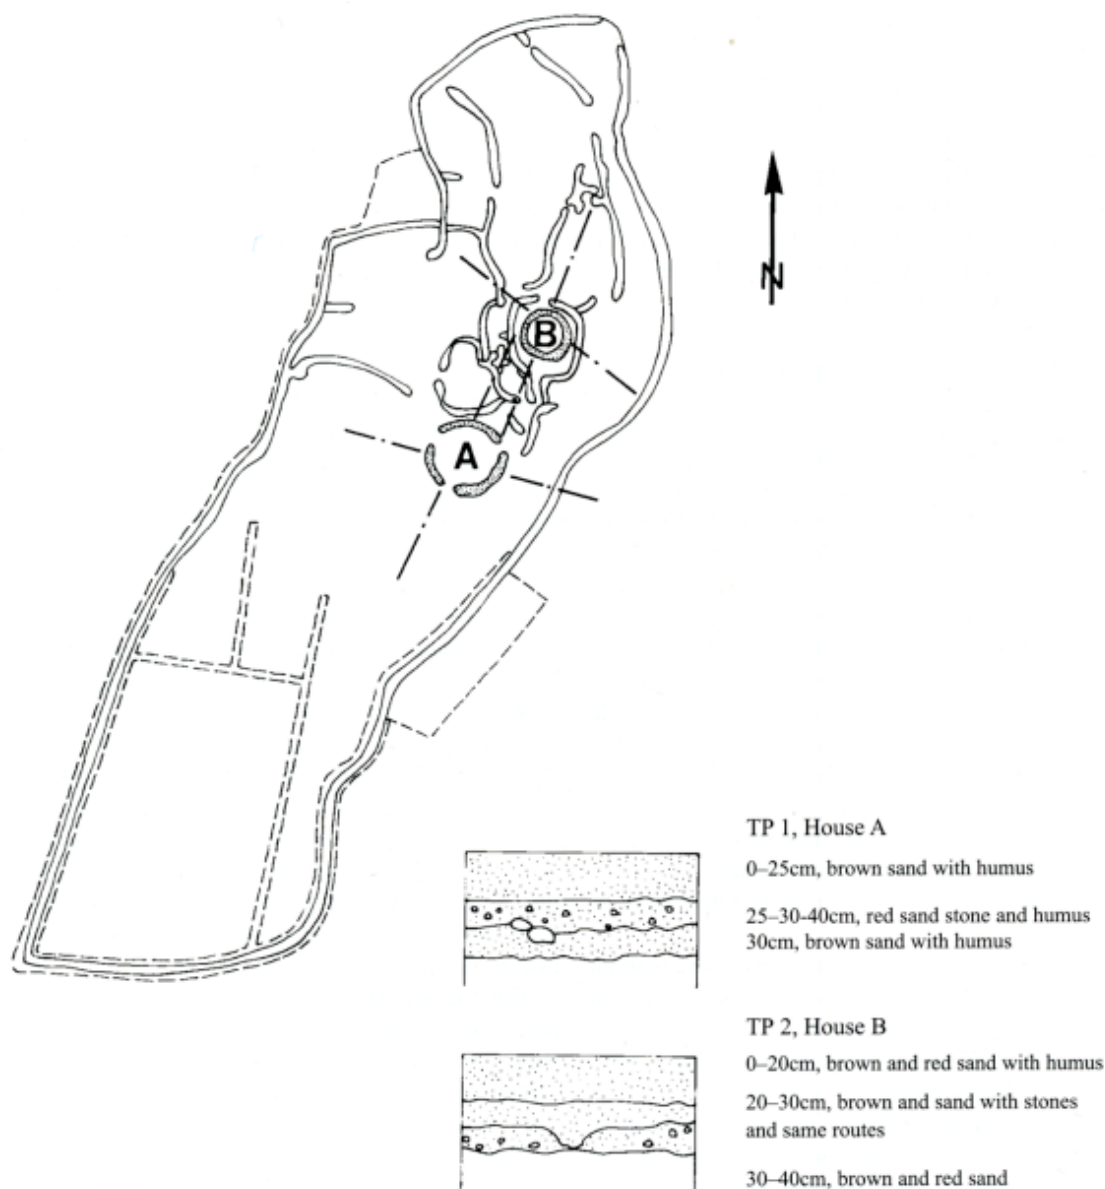 N
B
A
TP 1, House A
0–25cm, brown sand with humus
25–30-40cm, red sand stone and humus
30cm, brown sand with humus
TP 2, House B
0–20cm, brown and red sand with humus
20–30cm, brown and sand with stones
and same routes
30–40cm, brown and red sand